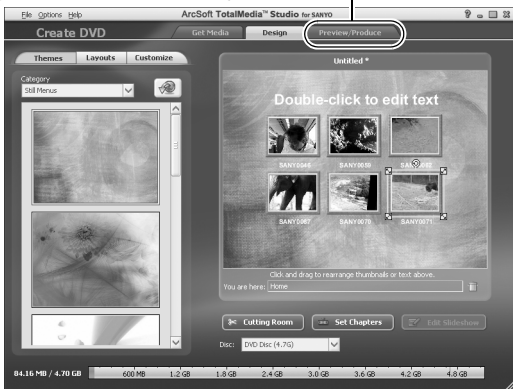 File Options Help
ArcSoft TotalMedia™ Studio for SANYO
Create DVD
Get Media
Design
Preview/Produce
Themes
Layouts
Customize
Category
Still Menus
Untitled *
Double-click to edit text
SANY0048 SANY0050 SANY0062
SANY0067 SANY0070 SANY0071
Click and drag to rearrange thumbnails or text above.
You are here: Home
Cutting Room
Set Chapters
Edit Slideshow
Disc: DVD Disc (4.7G)
84.16 MB / 4.70 GB
600 MB 1.2 GB 1.8 GB 2.4 GB 3.0 GB 3.6 GB 4.2 GB 4.8 GB